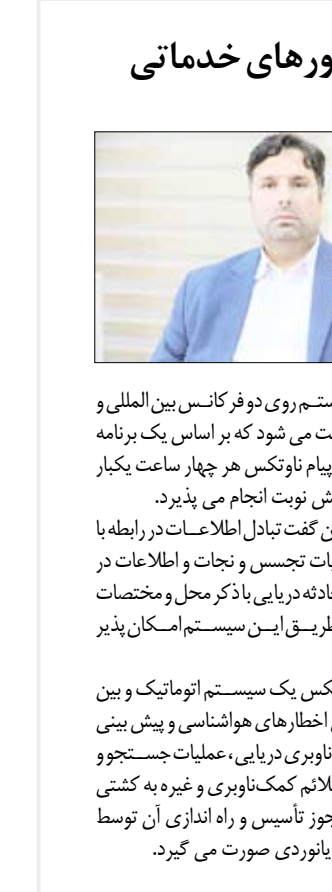 ورهای خدماتی
ستم روی دو فرکانس بین المللی و
ت می شود که بر اساس یک برنامه
پیام ناوتکس هر چهار ساعت یکبار
ش نوبت انجام می پذیرد.
ن گفت تبادل اطلاعات در رابطه با
یات تجسس و نجات و اطلاعات در
ادثه دریایی با ذکر محل و مختصات
طریق این سیستم امکان پذیر
کس یک سیستم اتوماتیک و بین
اخطارهای هواشناسی و پیش بینی
ناوبری دریایی، عملیات جستجو و
لائم کمک‌ناوبری و غیره به کشتی
جوز تأسیس و راه اندازی آن توسط
یانوردی صورت می گیرد.